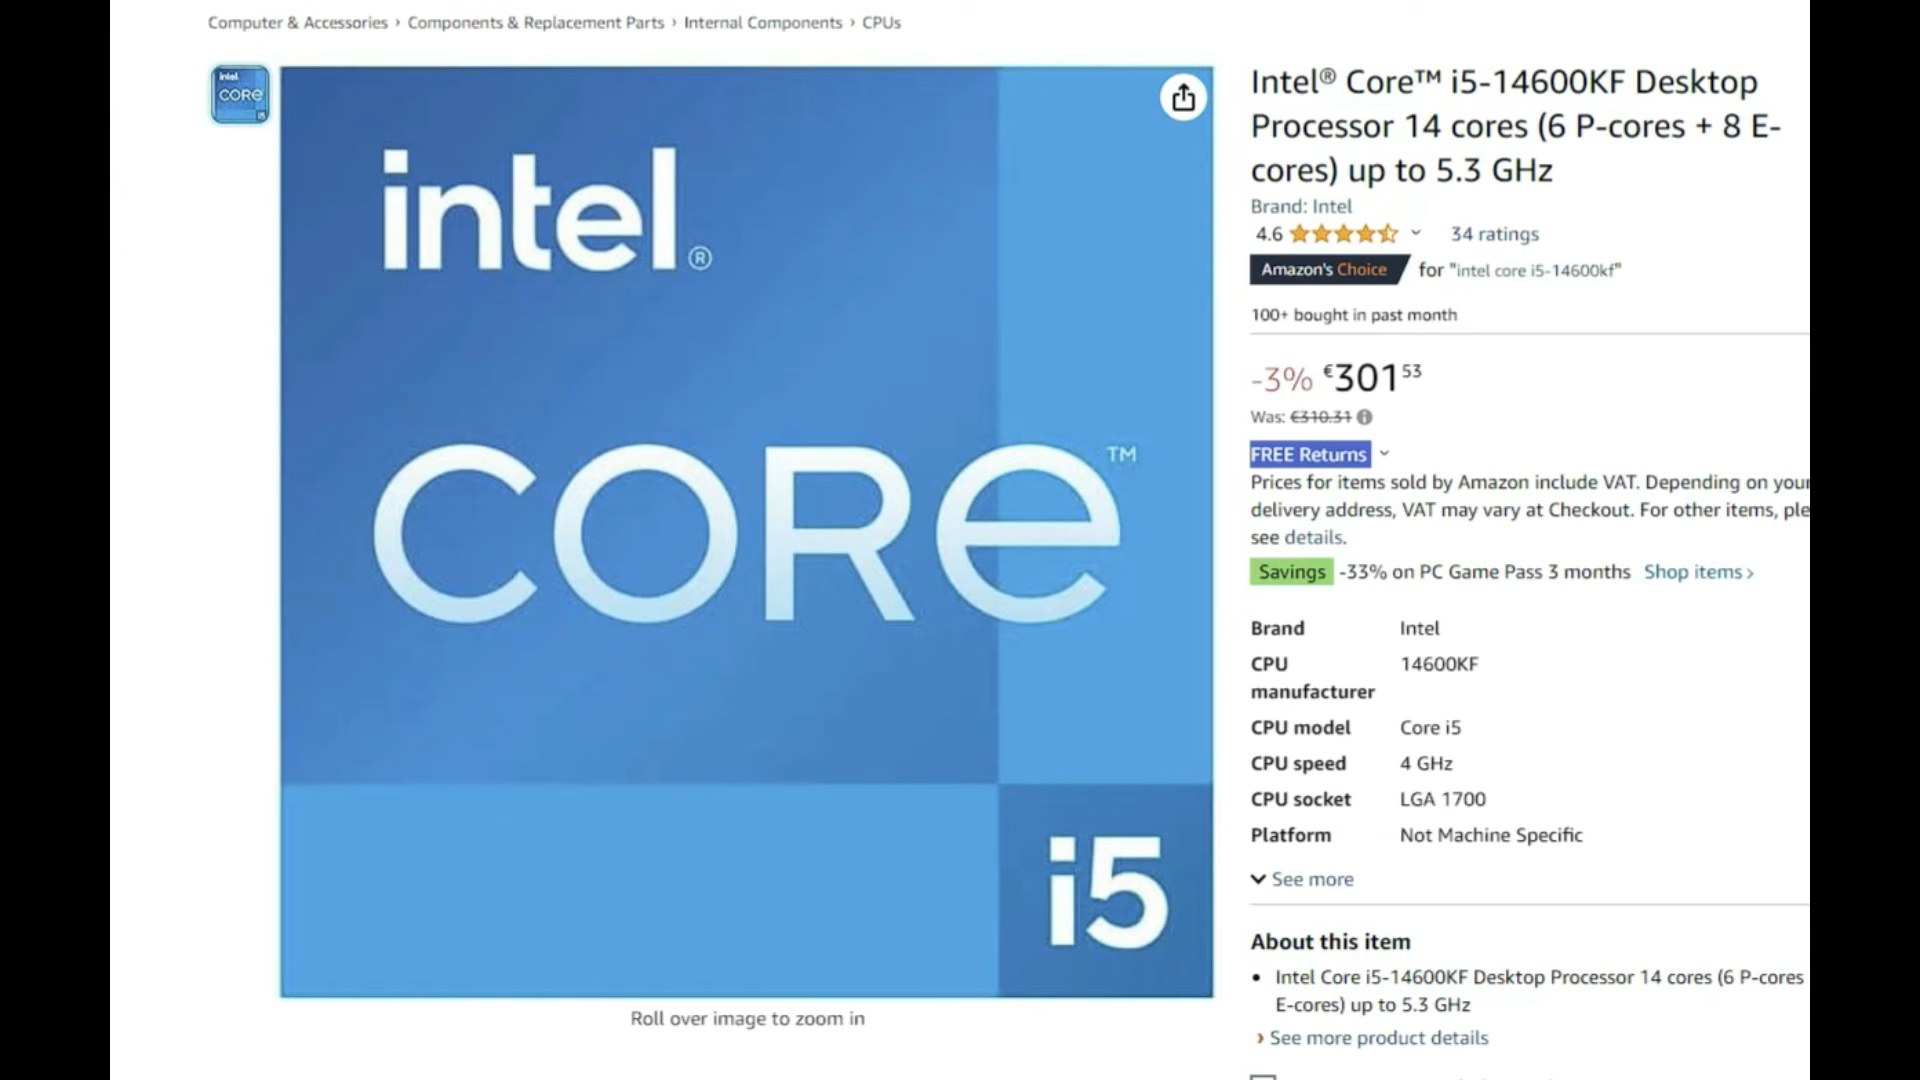 Computer & Accessories › Components & Replacement Parts › Internal Components › CPUs
intel CORE i5
intel®
CORE™
i5
Roll over image to zoom in
Intel® Core™ i5-14600KF Desktop
Processor 14 cores (6 P-cores + 8 E-
cores) up to 5.3 GHz
Brand: Intel
4.6 34 ratings
Amazon's Choice for "intel core i5-14600kf"
100+ bought in past month
-3% €301 53
Was: €310.31
FREE Returns
Prices for items sold by Amazon include VAT. Depending on your
delivery address, VAT may vary at Checkout. For other items, ple
see details.
Savings -33% on PC Game Pass 3 months Shop items ›
Brand Intel
CPU 14600KF
manufacturer
CPU model Core i5
CPU speed 4 GHz
CPU socket LGA 1700
Platform Not Machine Specific
See more
About this item
• Intel Core i5-14600KF Desktop Processor 14 cores (6 P-cores
E-cores) up to 5.3 GHz
› See more product details